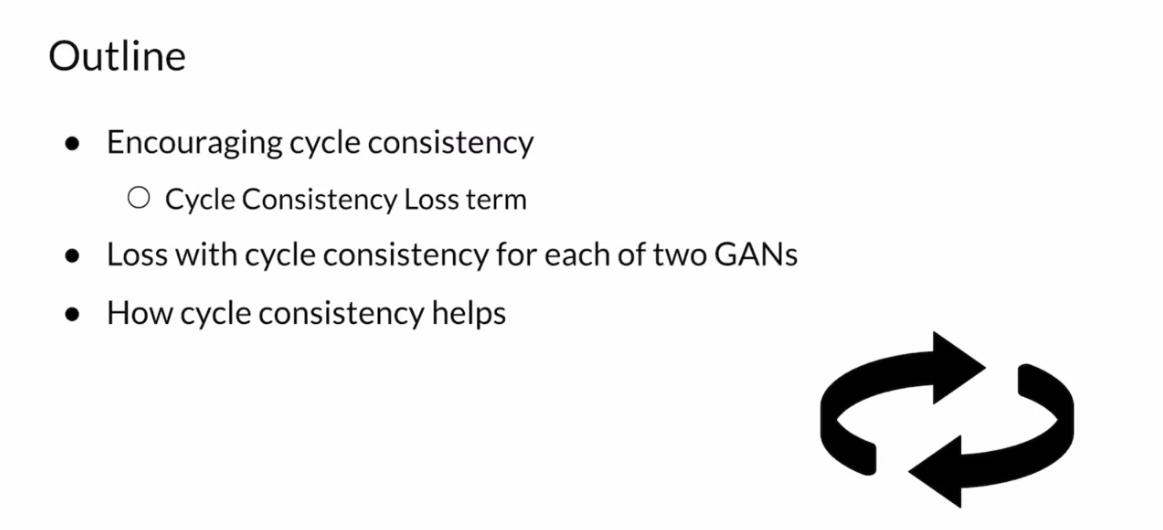 Outline
● Encouraging cycle consistency
○ Cycle Consistency Loss term
● Loss with cycle consistency for each of two GANs
● How cycle consistency helps